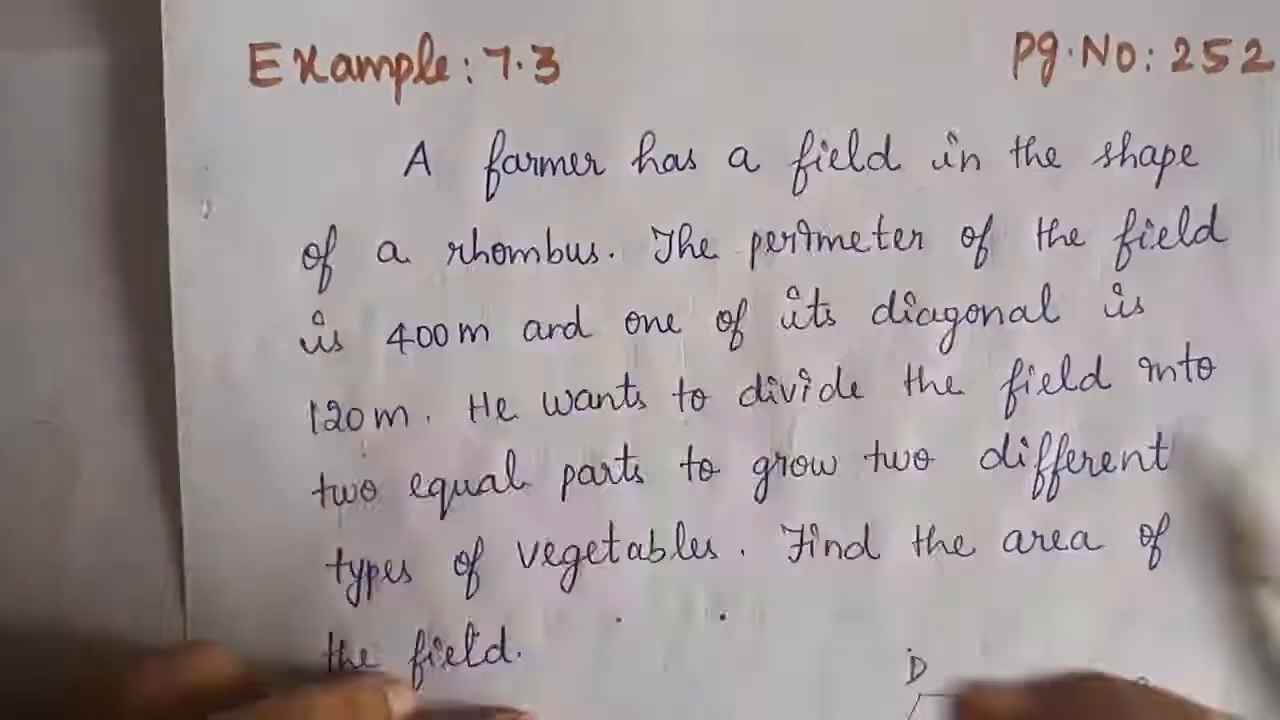 Example: 7.3
Pg.No: 252
A farmer has a field in the shape
of a rhombus. The perimeter of the field
is 400m and one of its diagonal is
120m. He wants to divide the field into
two equal parts to grow two different
types of vegetables. Find the area of
the field.
D